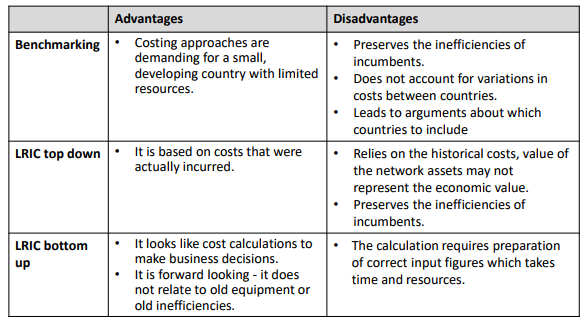 Advantages
Disadvantages
Benchmarking
• Costing approaches are
demanding for a small,
developing country with limited
resources.
• Preserves the inefficiencies of
incumbents.
• Does not account for variations in
costs between countries.
• Leads to arguments about which
countries to include
LRIC top down
• It is based on costs that were
actually incurred.
• Relies on the historical costs, value of
the network assets may not
represent the economic value.
• Preserves the inefficiencies of
incumbents.
LRIC bottom
up
• It looks like cost calculations to
make business decisions.
• It is forward looking - it does
not relate to old equipment or
old inefficiencies.
• The calculation requires preparation
of correct input figures which takes
time and resources.